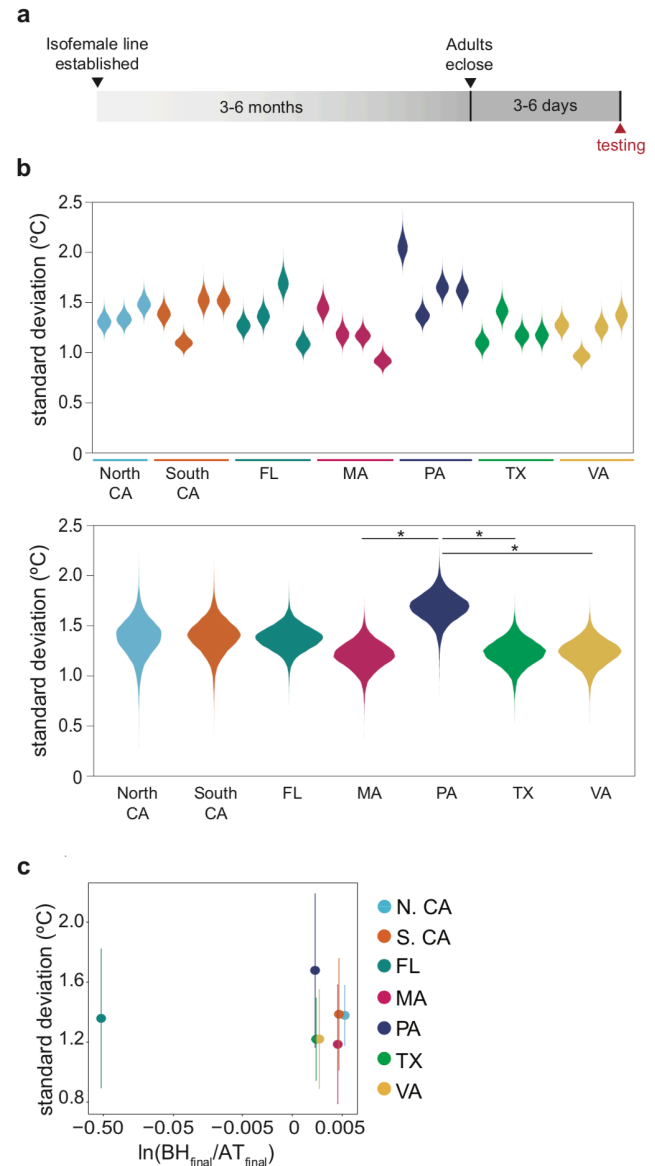 a
Isofemale line
established
Adults
eclose
3-6 months
3-6 days
testing
b
standard deviation (ºC)
2.5
2.0
1.5
1.0
0.5
0
North
CA
South
CA
FL
MA
PA
TX
VA
standard deviation (ºC)
2.5
2.0
1.5
1.0
0.5
0
*
*
*
North
CA
South
CA
FL
MA
PA
TX
VA
c
standard deviation (ºC)
2.0
1.6
1.2
0.8
−0.50
−0.05
−0.005
0
0.005
ln(BHfinal/ATfinal)
N. CA
S. CA
FL
MA
PA
TX
VA